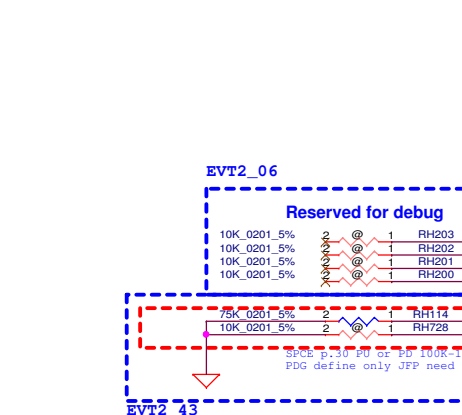 EVT2_06
Reserved for debug
10K_0201_5% 2 @ 1 RH203
10K_0201_5% 2 @ 1 RH202
10K_0201_5% 2 @ 1 RH201
10K_0201_5% 2 @ 1 RH200
75K_0201_5% 2 1 RH114
10K_0201_5% 2 @ 1 RH728
SPCE p.30 PU or PD 100K-1
PDG define only JFP need
EVT2_43